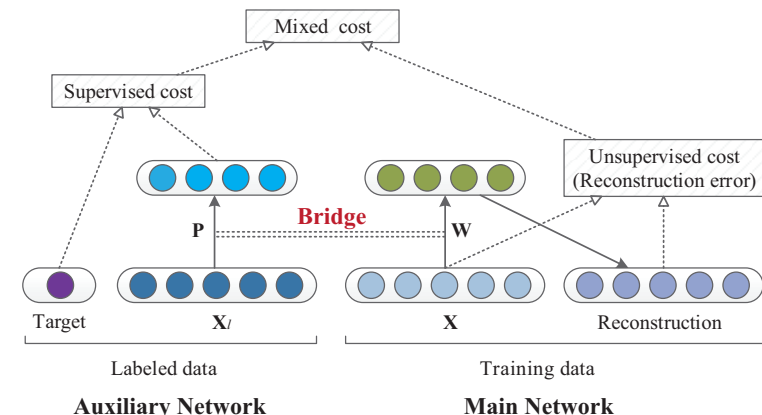 Mixed cost
Supervised cost
Unsupervised cost
(Reconstruction error)
Bridge
P
W
Target
Xl
X
Reconstruction
Labeled data
Training data
Auxiliary Network
Main Network